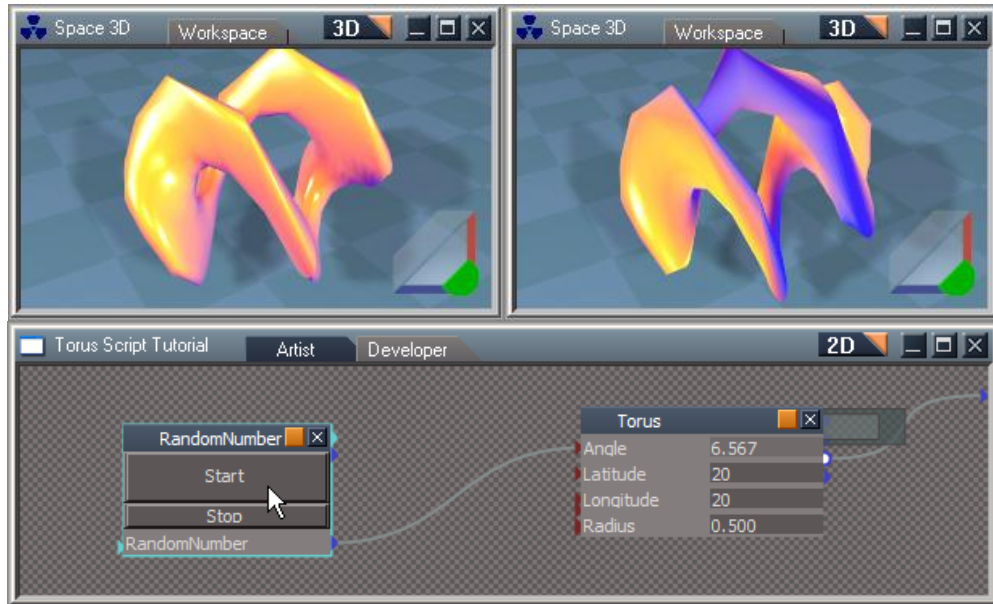 Space 3D Workspace 3D
Space 3D Workspace 3D
Torus Script Tutorial Artist Developer 2D
RandomNumber
Start
Stop
RandomNumber
Torus
Angle 6.567
Latitude 20
Longitude 20
Radius 0.500